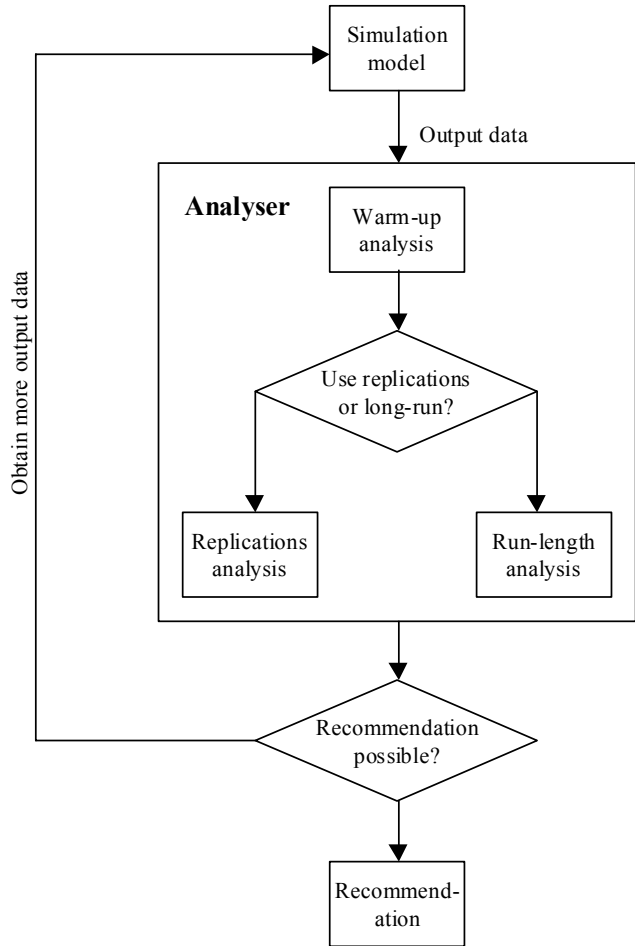 Simulation
model
Output data
Analyser
Warm-up
analysis
Use replications
or long-run?
Replications
analysis
Run-length
analysis
Obtain more output data
Recommendation
possible?
Recommend-
ation